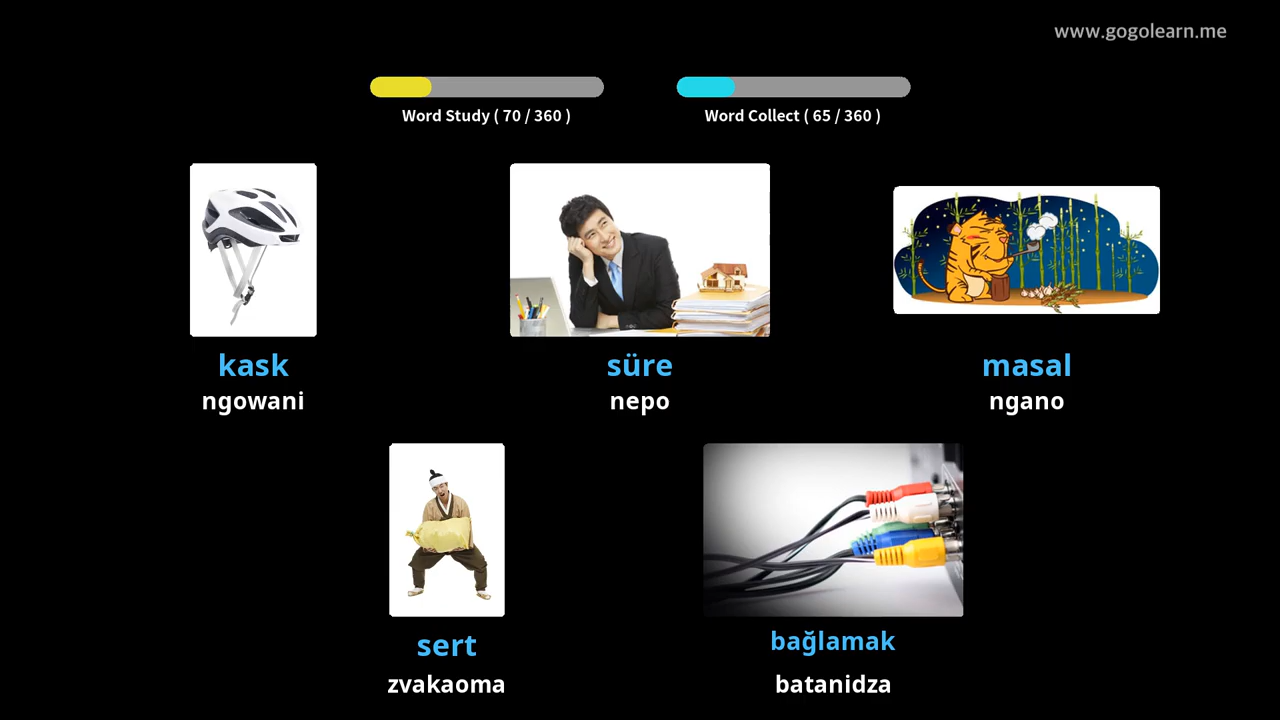 www.gogolearn.me
Word Study ( 70 / 360 )
Word Collect ( 65 / 360 )
kask
ngowani
süre
nepo
masal
ngano
sert
zvakaoma
bağlamak
batanidza